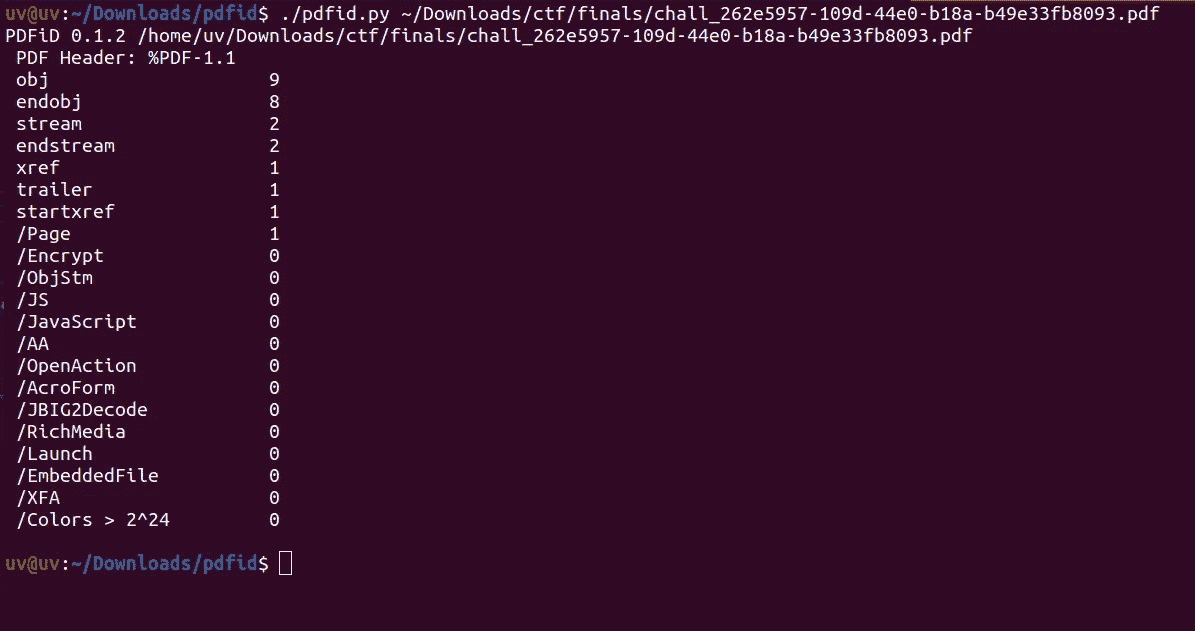 uv@uv:~/Downloads/pdfid$ ./pdfid.py ~/Downloads/ctf/finals/chall_262e5957-109d-44e0-b18a-b49e33fb8093.pdf
PDFiD 0.1.2 /home/uv/Downloads/ctf/finals/chall_262e5957-109d-44e0-b18a-b49e33fb8093.pdf
PDF Header: %PDF-1.1
obj 9
endobj 8
stream 2
endstream 2
xref 1
trailer 1
startxref 1
/Page 1
/Encrypt 0
/ObjStm 0
/JS 0
/JavaScript 0
/AA 0
/OpenAction 0
/AcroForm 0
/JBIG2Decode 0
/RichMedia 0
/Launch 0
/EmbeddedFile 0
/XFA 0
/Colors > 2^24 0
uv@uv:~/Downloads/pdfid$